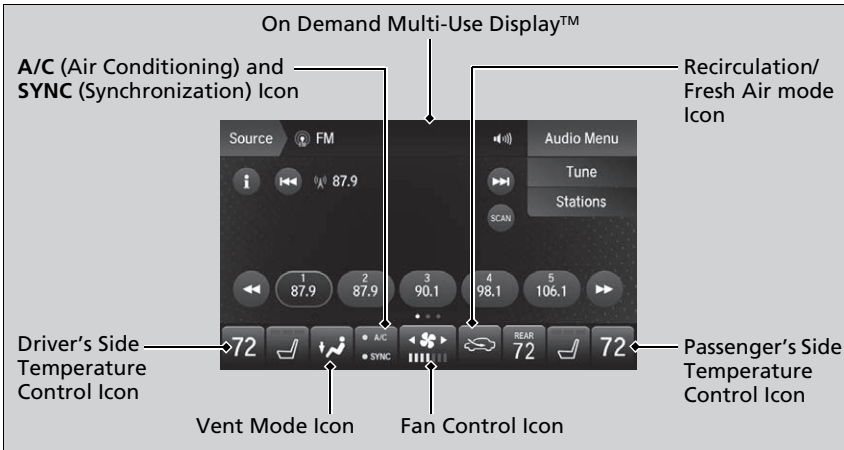 On Demand Multi-Use Display™
A/C (Air Conditioning) and
SYNC (Synchronization) Icon
Recirculation/
Fresh Air mode
Icon
Source
FM
Audio Menu
i
87.9
Tune
Stations
SCAN
1
87.9
2
87.9
3
90.1
4
98.1
5
106.1
72
A/C
SYNC
REAR
72
72
Driver's Side
Temperature
Control Icon
Passenger's Side
Temperature
Control Icon
Vent Mode Icon
Fan Control Icon